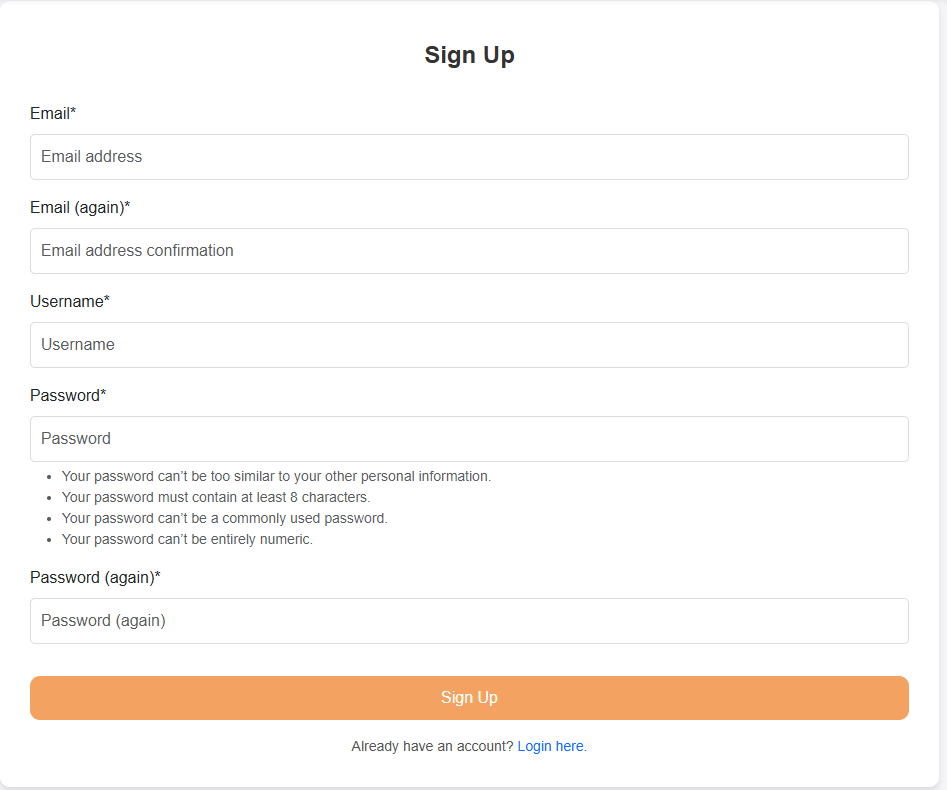 Sign Up
Email*
Email address
Email (again)*
Email address confirmation
Username*
Username
Password*
Password
• Your password can’t be too similar to your other personal information.
• Your password must contain at least 8 characters.
• Your password can’t be a commonly used password.
• Your password can’t be entirely numeric.
Password (again)*
Password (again)
Sign Up
Already have an account? Login here.